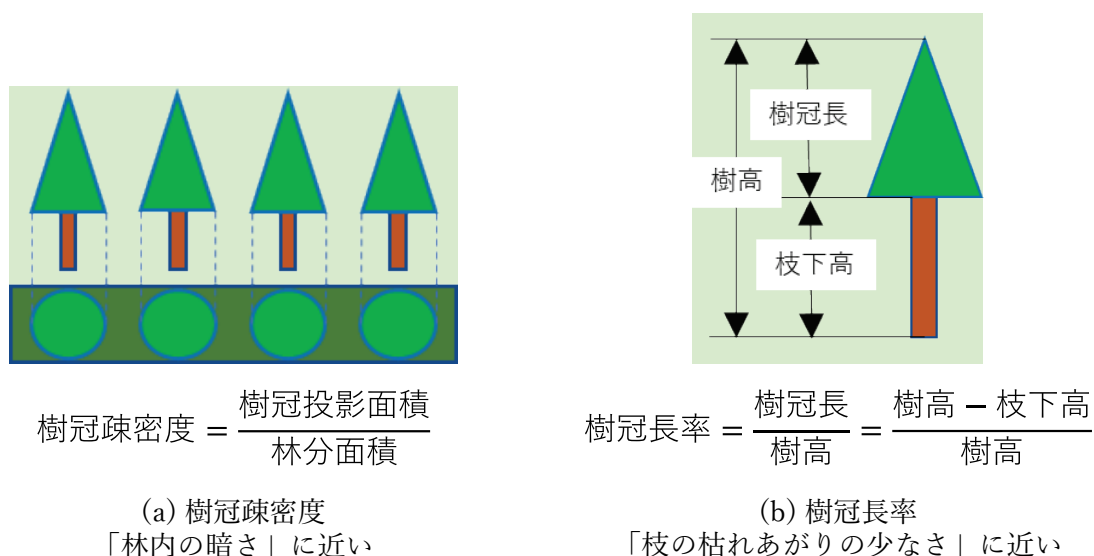 樹冠長
樹高
枝下高
樹冠疎密度 = 樹冠投影面積 / 林分面積
樹冠長率 = 樹冠長 / 樹高 = 樹高 − 枝下高 / 樹高
(a) 樹冠疎密度
「林内の暗さ」に近い
(b) 樹冠長率
「枝の枯れあがりの少なさ」に近い